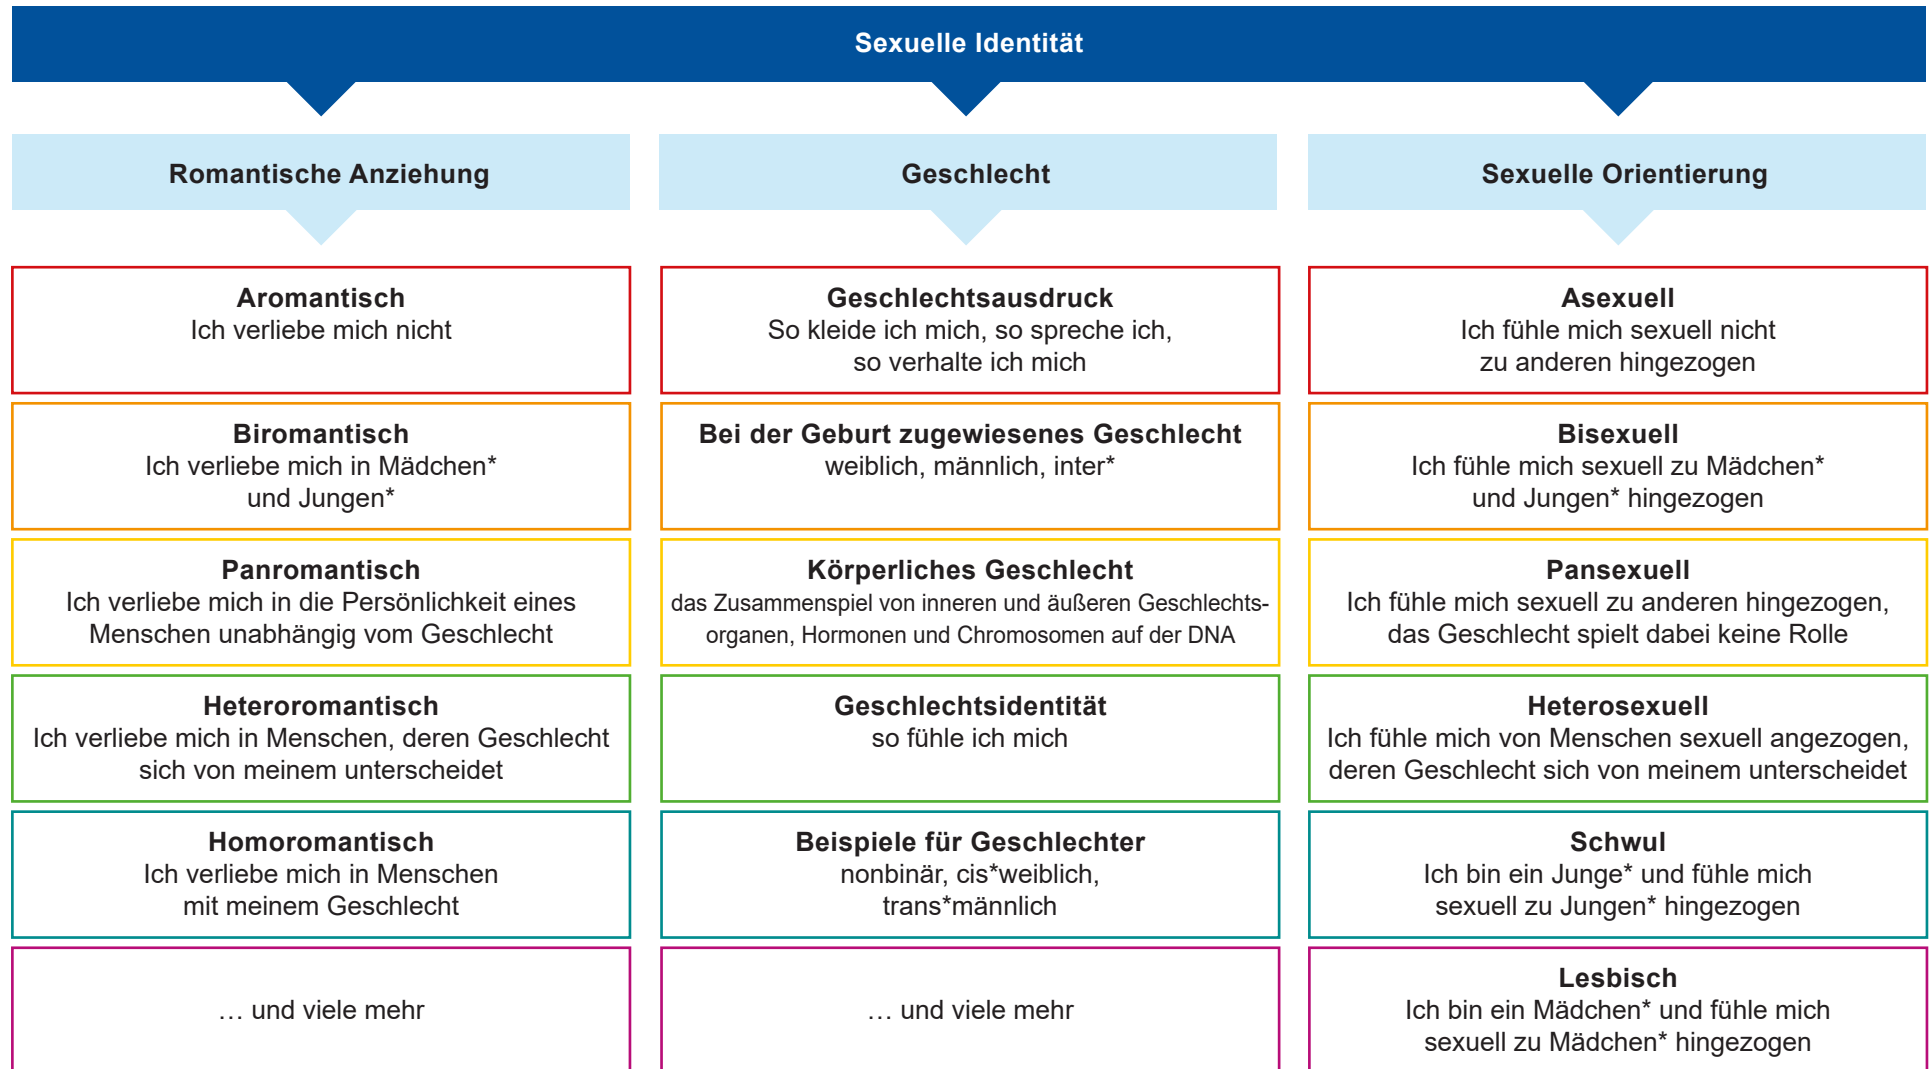 Sexuelle Identität
Romantische Anziehung
Geschlecht
Sexuelle Orientierung
Aromantisch
Ich verliebe mich nicht
Geschlechtsausdruck
So kleide ich mich, so spreche ich,
so verhalte ich mich
Asexuell
Ich fühle mich sexuell nicht
zu anderen hingezogen
Biromantisch
Ich verliebe mich in Mädchen*
und Jungen*
Bei der Geburt zugewiesenes Geschlecht
weiblich, männlich, inter*
Bisexuell
Ich fühle mich sexuell zu Mädchen*
und Jungen* hingezogen
Panromantisch
Ich verliebe mich in die Persönlichkeit eines
Menschen unabhängig vom Geschlecht
Körperliches Geschlecht
das Zusammenspiel von inneren und äußeren Geschlechts-
organen, Hormonen und Chromosomen auf der DNA
Pansexuell
Ich fühle mich sexuell zu anderen hingezogen,
das Geschlecht spielt dabei keine Rolle
Heteroromantisch
Ich verliebe mich in Menschen, deren Geschlecht
sich von meinem unterscheidet
Geschlechtsidentität
so fühle ich mich
Heterosexuell
Ich fühle mich von Menschen sexuell angezogen,
deren Geschlecht sich von meinem unterscheidet
Homoromantisch
Ich verliebe mich in Menschen
mit meinem Geschlecht
Beispiele für Geschlechter
nonbinär, cis*weiblich,
trans*männlich
Schwul
Ich bin ein Junge* und fühle mich
sexuell zu Jungen* hingezogen
… und viele mehr
… und viele mehr
Lesbisch
Ich bin ein Mädchen* und fühle mich
sexuell zu Mädchen* hingezogen